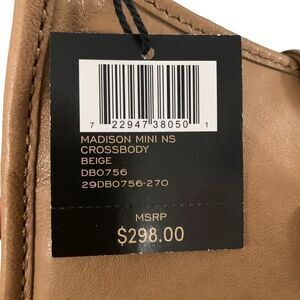 7 22947 38050 1
MADISON MINI NS
CROSSBODY
BEIGE
DB0756
29DB0756-270
MSRP
$298.00